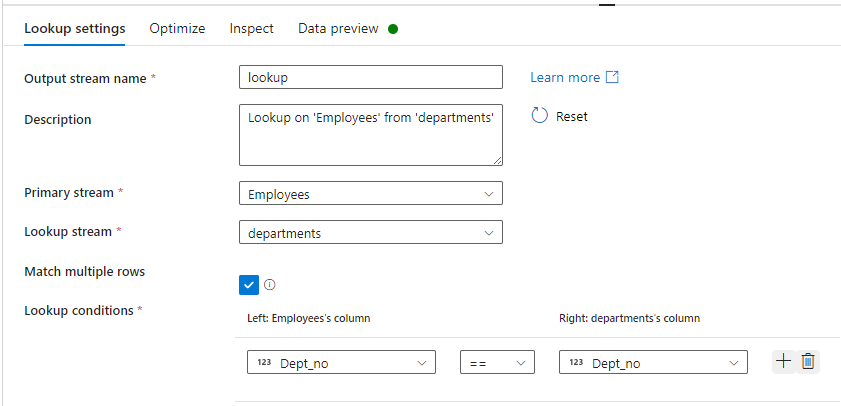 Lookup settings Optimize Inspect Data preview
Output stream name * lookup Learn more
Description Lookup on 'Employees' from 'departments' Reset
Primary stream * Employees
Lookup stream * departments
Match multiple rows
Lookup conditions * Left: Employees's column Right: departments's column
123 Dept_no == 123 Dept_no